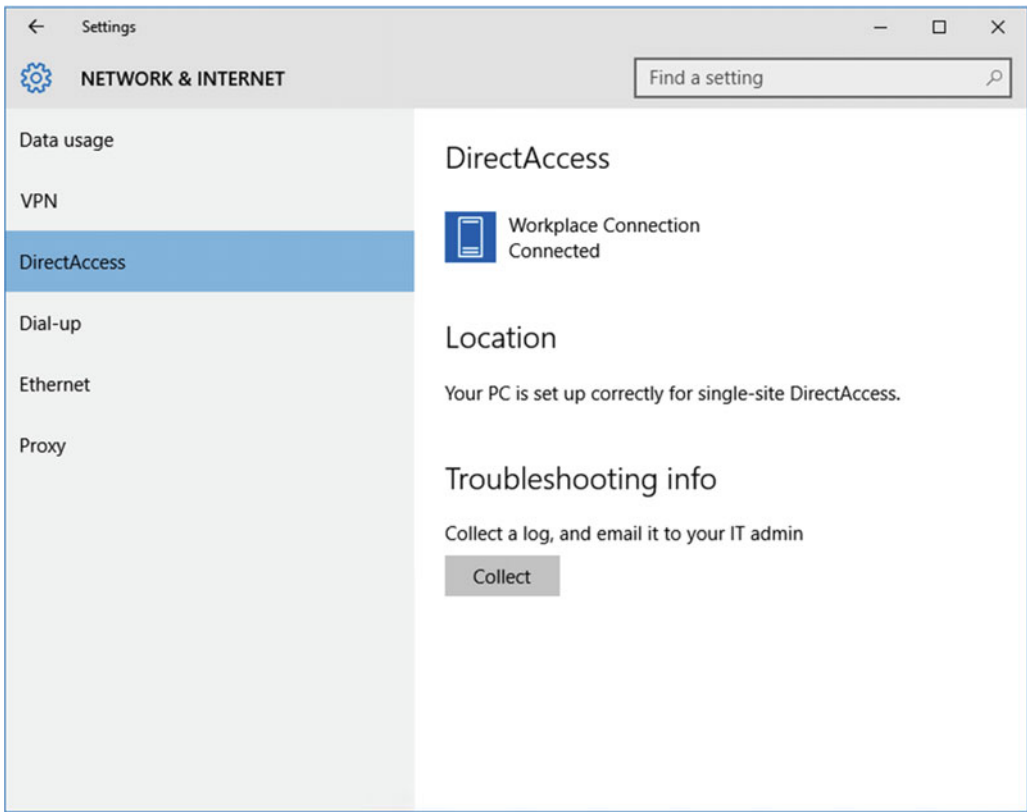 Settings
NETWORK & INTERNET
Find a setting
Data usage
VPN
DirectAccess
Dial-up
Ethernet
Proxy
DirectAccess
Workplace Connection
Connected
Location
Your PC is set up correctly for single-site DirectAccess.
Troubleshooting info
Collect a log, and email it to your IT admin
Collect